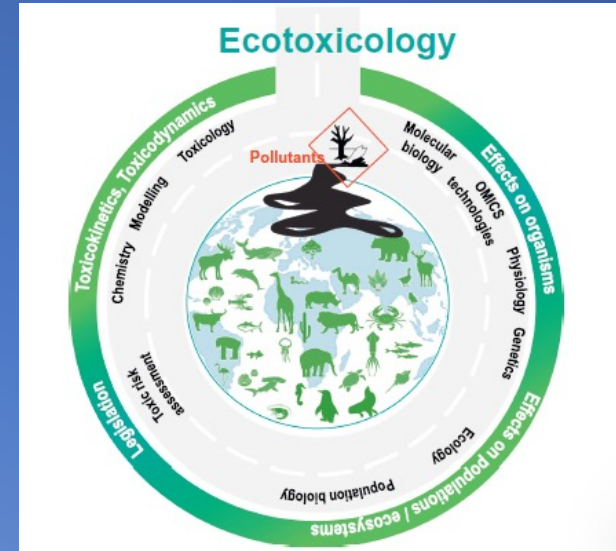 Ecotoxicology
Pollutants
Toxicokinetics, Toxicodynamics
Toxicology
Modelling
Chemistry
Legislation
Toxic risk
assessment
Effects on organisms
Molecular
biology
OMICS
technologies
Physiology
Genetics
Effects on populations / ecosystems
Ecology
Population biology